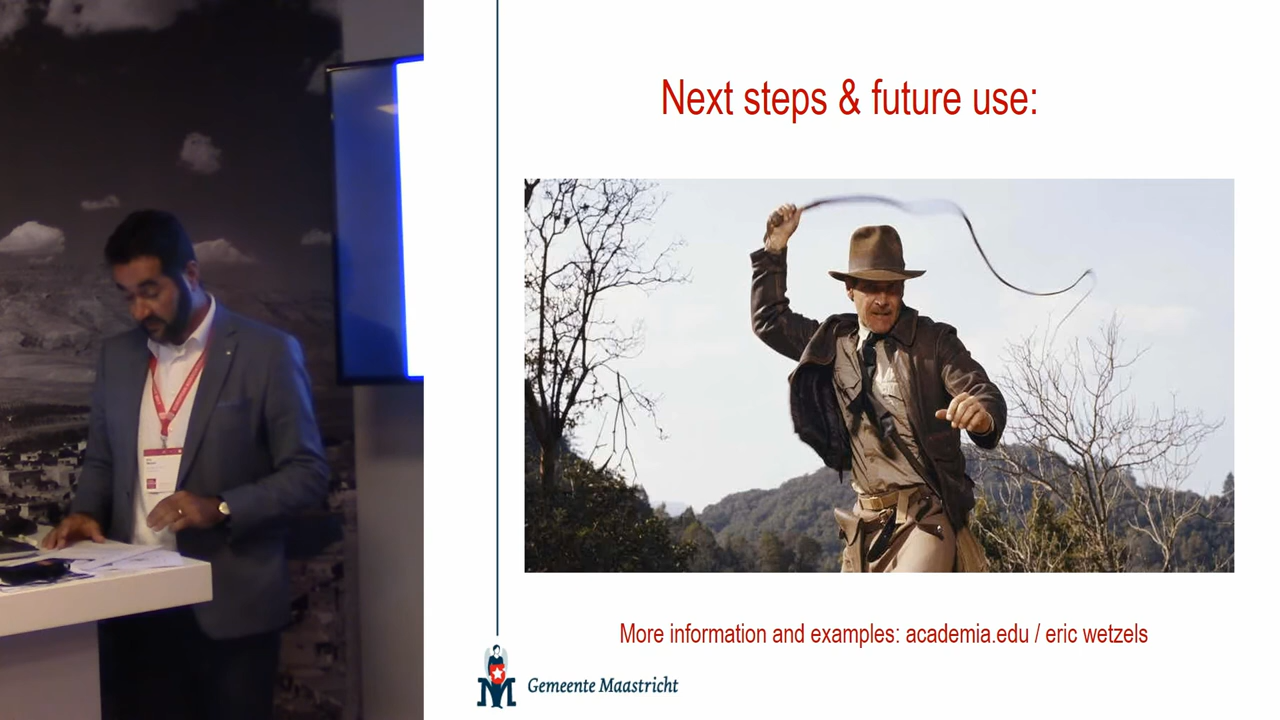 Next steps & future use:
More information and examples: academia.edu / eric wetzels
Gemeente Maastricht